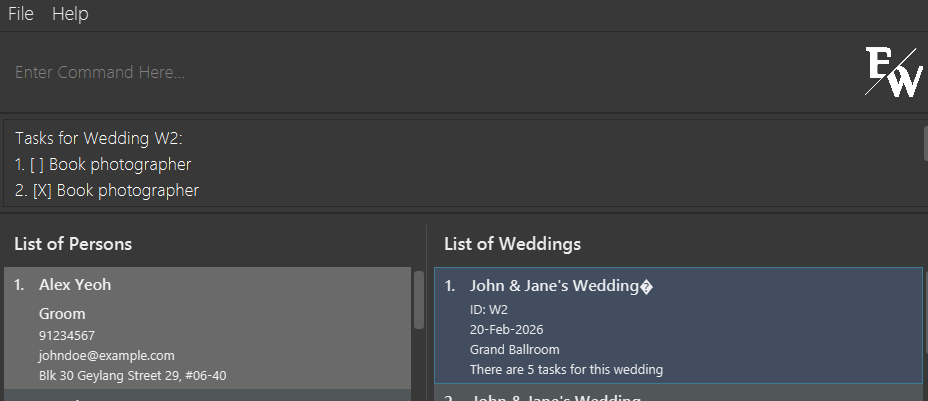 File Help
Enter Command Here...
EW
Tasks for Wedding W2:
1. [ ] Book photographer
2. [X] Book photographer
List of Persons
1. Alex Yeoh
Groom
91234567
johndoe@example.com
Blk 30 Geylang Street 29, #06-40
List of Weddings
1. John & Jane's Wedding�
ID: W2
20-Feb-2026
Grand Ballroom
There are 5 tasks for this wedding
2. John & Jane's Wedding